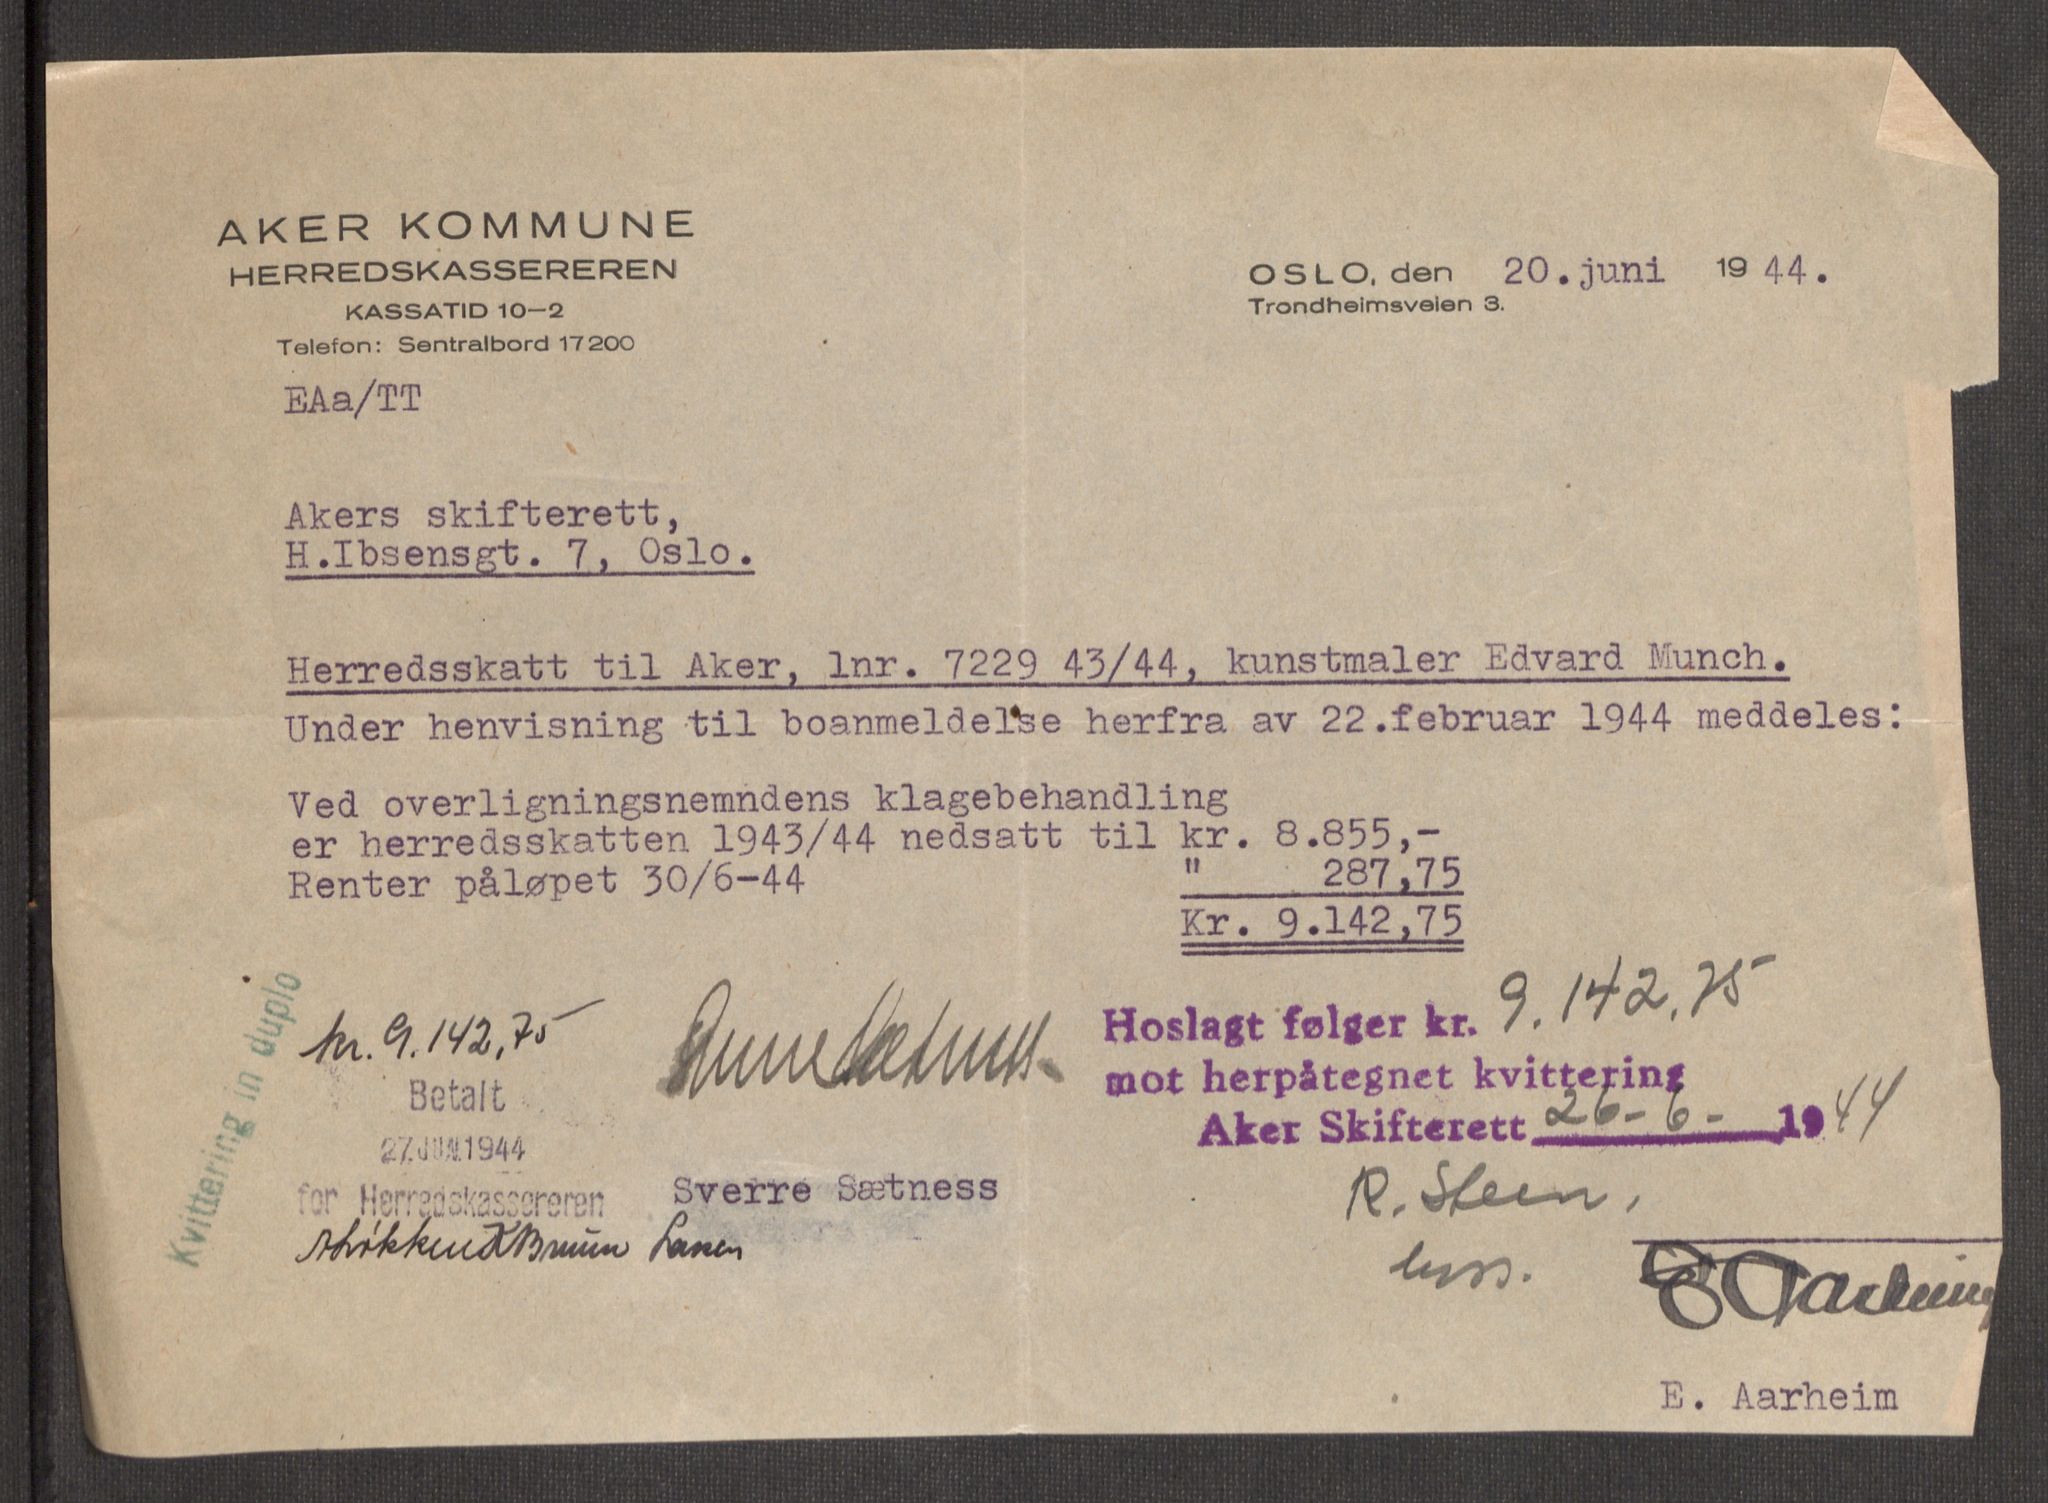 AKER KOMMUNE
HERREDSKASSEREREN
KASSATID 10–2
Telefon: Sentralbord 17200
OSLO, den 20.juni 1944.
Trondheimsveien 3.
EAa/TT
Akers skifterett,
H.Ibsensgt. 7, Oslo.
Herredsskatt til Aker, lnr. 7229 43/44, kunstmaler Edvard Munch.
Under henvisning til boanmeldelse herfra av 22.februar 1944 meddeles:
Ved overligningsnemndens klagebehandling
er herredsskatten 1943/44 nedsatt til kr. 8.855,-
Renter påløpet 30/6-44 " 287,75
Kr. 9.142,75
Kvittering in duplo
kr. 9.142,75
Betalt
27.JUN.1944
for Herredskassereren
Sverre Sætness
Sverre Sætness
Hoslagt følger kr. 9.142,75
mot herpåtegnet kvittering
Aker Skifterett 26-6- 1944
R. Steen,
E. Aarheim